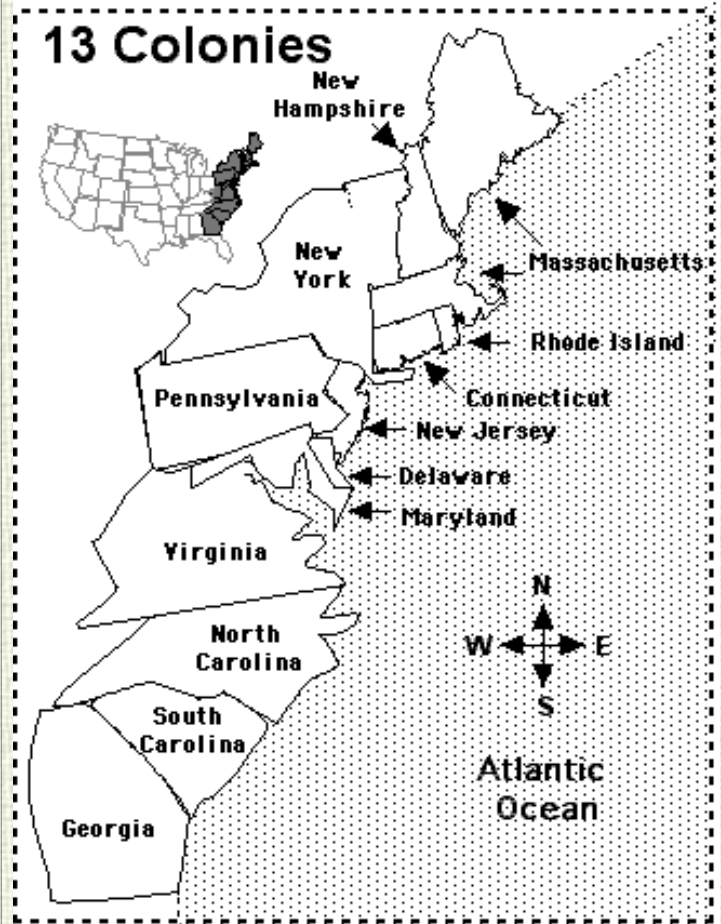 13 Colonies
New
Hampshire
New
York
Massachusetts
Rhode Island
Pennsylvania
Connecticut
New Jersey
Delaware
Maryland
Virginia
N
W E
S
North
Carolina
South
Carolina
Atlantic
Ocean
Georgia